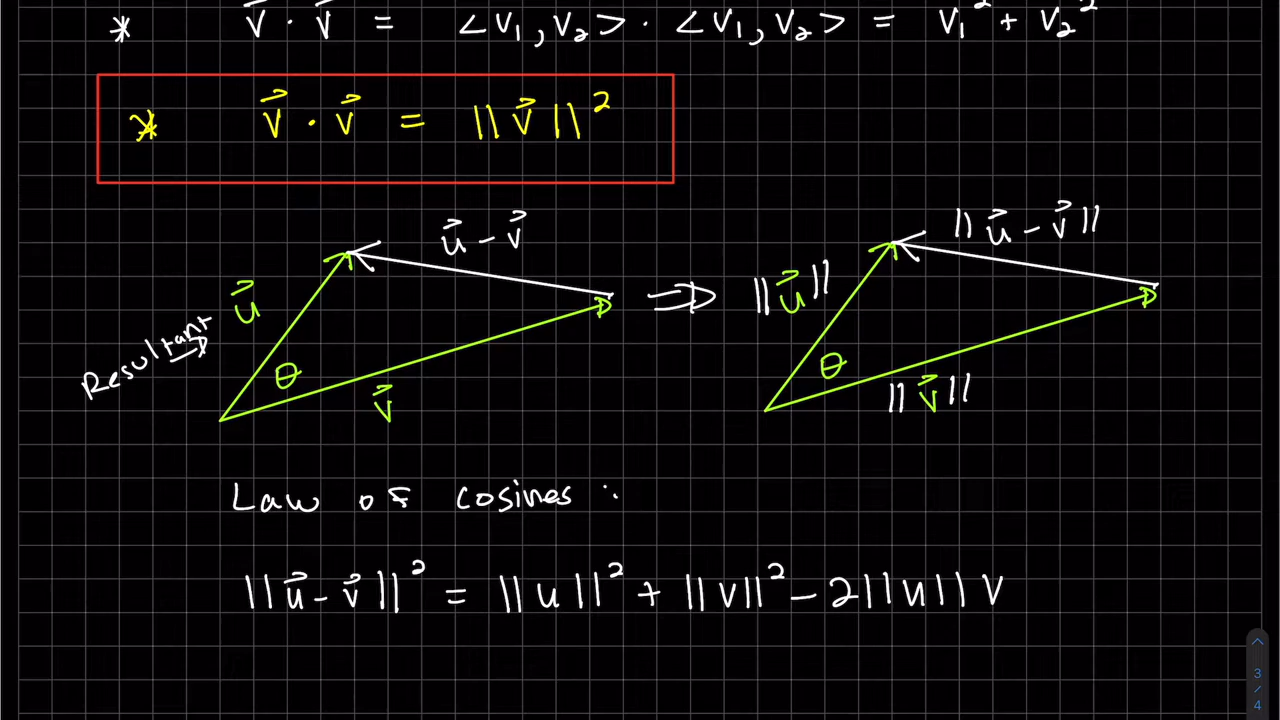 * v⃗ · v⃗ = <v₁, v₂> · <v₁, v₂> = v₁² + v₂²
* v⃗ · v⃗ = ||v⃗||²
u⃗ - v⃗
||u⃗ - v⃗||
u⃗
⇒
||u⃗||
Resultant →
θ
θ
v⃗
||v⃗||
Law of cosines :
||u⃗ - v⃗||² = ||u||² + ||v||² - 2||u|| v
3
/
4